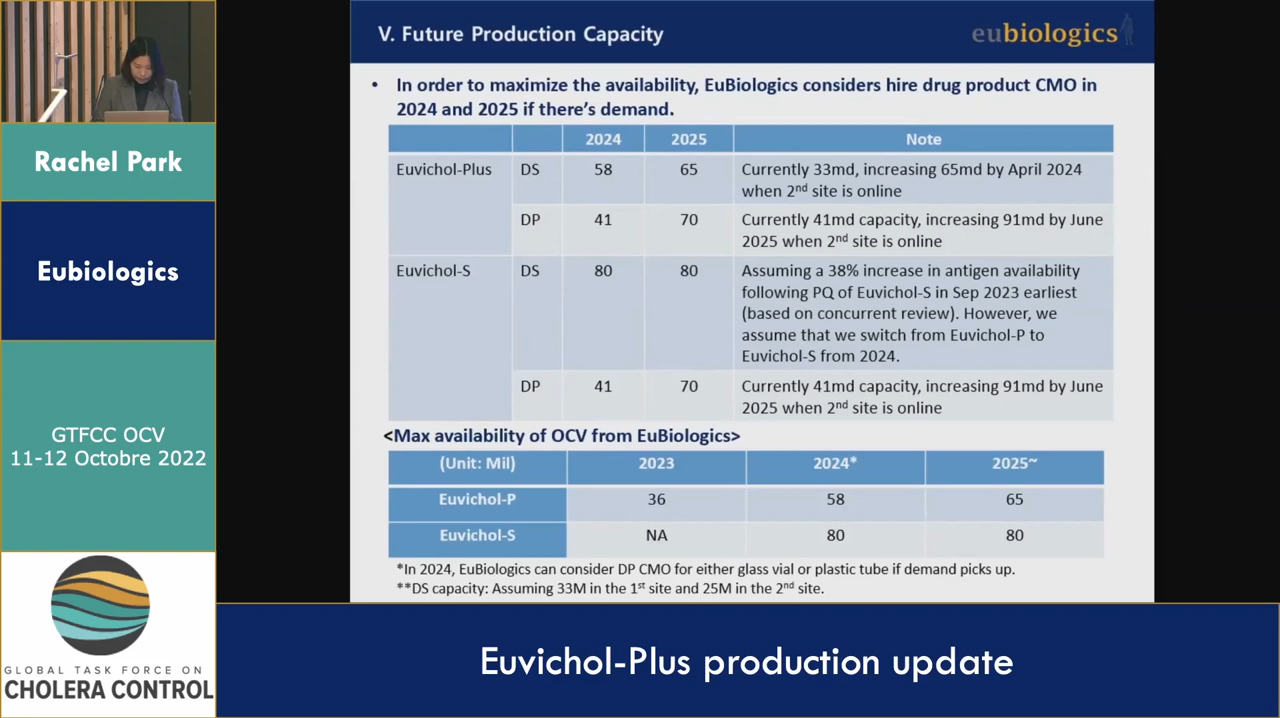 V. Future Production Capacity
eubiologics
• In order to maximize the availability, EuBiologics considers hire drug product CMO in
2024 and 2025 if there's demand.
2024 2025 Note
Euvichol-Plus DS 58 65 Currently 33md, increasing 65md by April 2024
when 2nd site is online
DP 41 70 Currently 41md capacity, increasing 91md by June
2025 when 2nd site is online
Euvichol-S DS 80 80 Assuming a 38% increase in antigen availability
following PQ of Euvichol-S in Sep 2023 earliest
(based on concurrent review). However, we
assume that we switch from Euvichol-P to
Euvichol-S from 2024.
DP 41 70 Currently 41md capacity, increasing 91md by June
2025 when 2nd site is online
<Max availability of OCV from EuBiologics>
(Unit: Mil) 2023 2024* 2025~
Euvichol-P 36 58 65
Euvichol-S NA 80 80
*In 2024, EuBiologics can consider DP CMO for either glass vial or plastic tube if demand picks up.
**DS capacity: Assuming 33M in the 1st site and 25M in the 2nd site.
Rachel Park
Eubiologics
GTFCC OCV
11-12 Octobre 2022
GLOBAL TASK FORCE ON
CHOLERA CONTROL
Euvichol-Plus production update